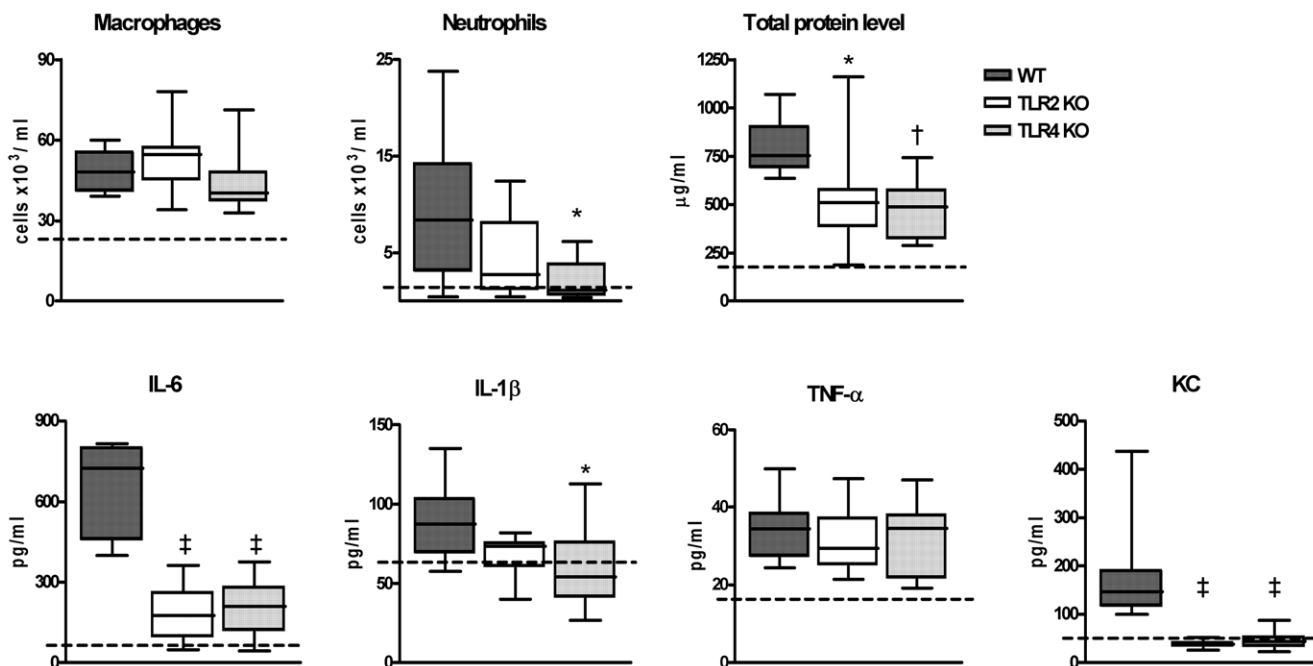 Macrophages
90
60
30
0
cells x10³/ ml
Neutrophils
25
15
5
cells x10³/ ml
*
Total protein level
1250
1000
750
500
250
0
µg/ml
*
†
WT
TLR2 KO
TLR4 KO
IL-6
900
600
300
0
pg/ml
‡
‡
IL-1β
150
100
50
0
pg/ml
*
TNF-α
60
40
20
0
pg/ml
KC
500
400
300
200
100
0
pg/ml
‡
‡